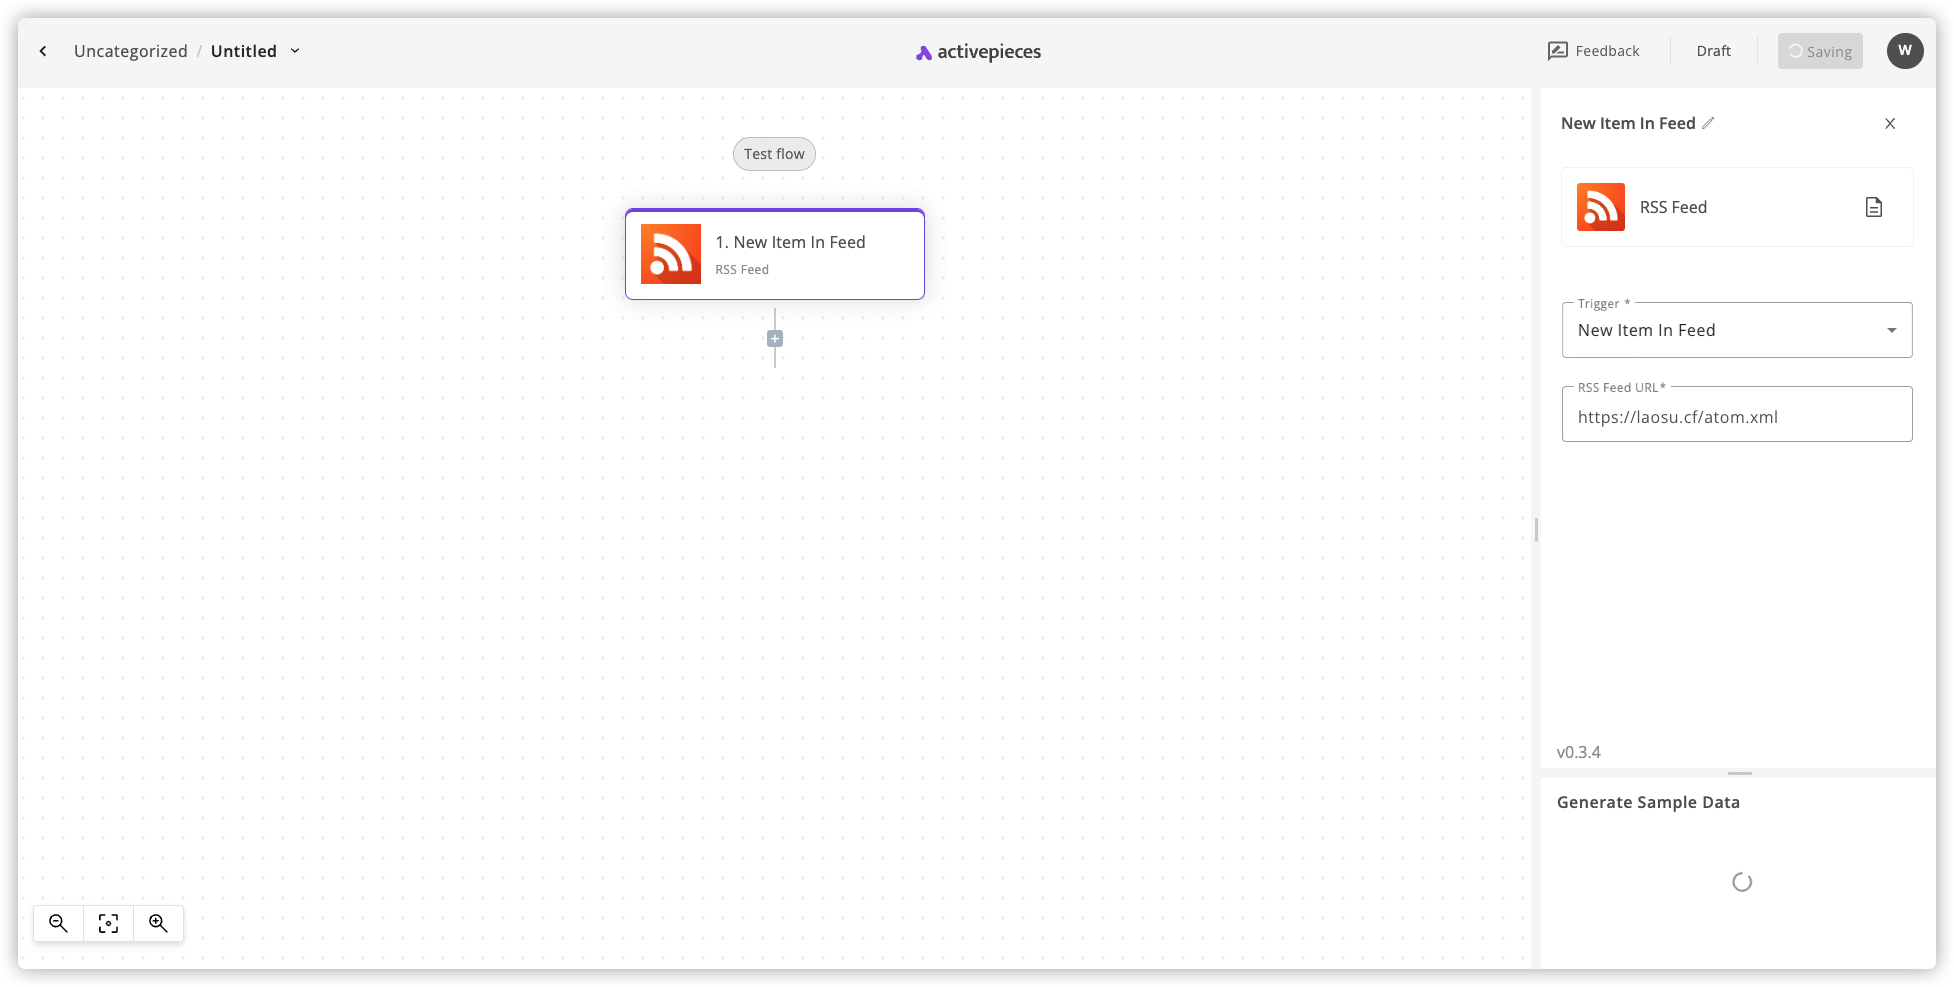 Uncategorized / Untitled
activepieces
Feedback
Draft
Saving
W
Test flow
1. New Item In Feed
RSS Feed
New Item In Feed
RSS Feed
Trigger *
New Item In Feed
RSS Feed URL*
https://laosu.cf/atom.xml
v0.3.4
Generate Sample Data